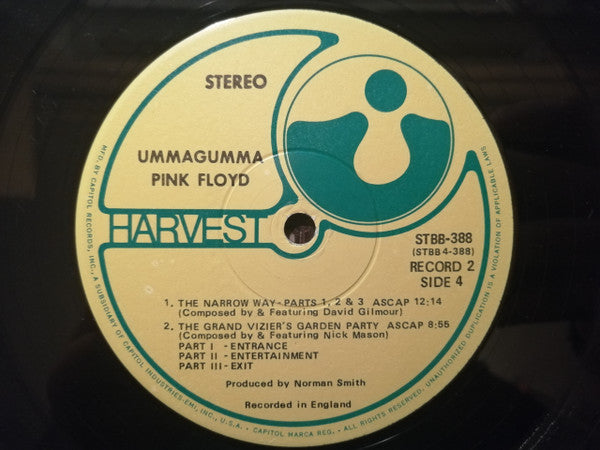 STEREO
UMMAGUMMA
PINK FLOYD
HARVEST
STBB-388
(STBB 4-388)
RECORD 2
SIDE 4
1. THE NARROW WAY-PARTS 1, 2 & 3 ASCAP 12:14
(Composed by & Featuring David Gilmour)
2. THE GRAND VIZIER'S GARDEN PARTY ASCAP 8:55
(Composed by & Featuring Nick Mason)
PART I - ENTRANCE
PART II - ENTERTAINMENT
PART III - EXIT
Produced by Norman Smith
Recorded in England
MFD. BY CAPITOL RECORDS, INC., A SUBSIDIARY OF CAPITOL INDUSTRIES-EMI, INC., U.S.A. • CAPITOL MARCA REG. • ALL RIGHTS RESERVED. UNAUTHORIZED DUPLICATION IS A VIOLATION OF APPLICABLE LAWS